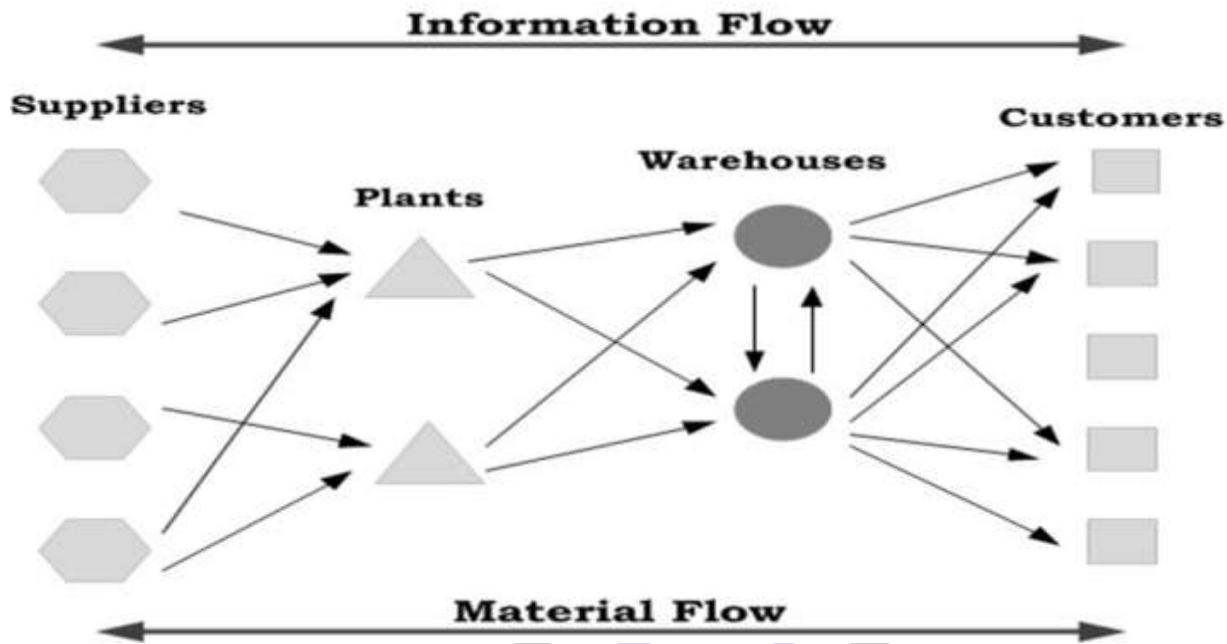 Information Flow
Suppliers
Customers
Warehouses
Plants
Material Flow